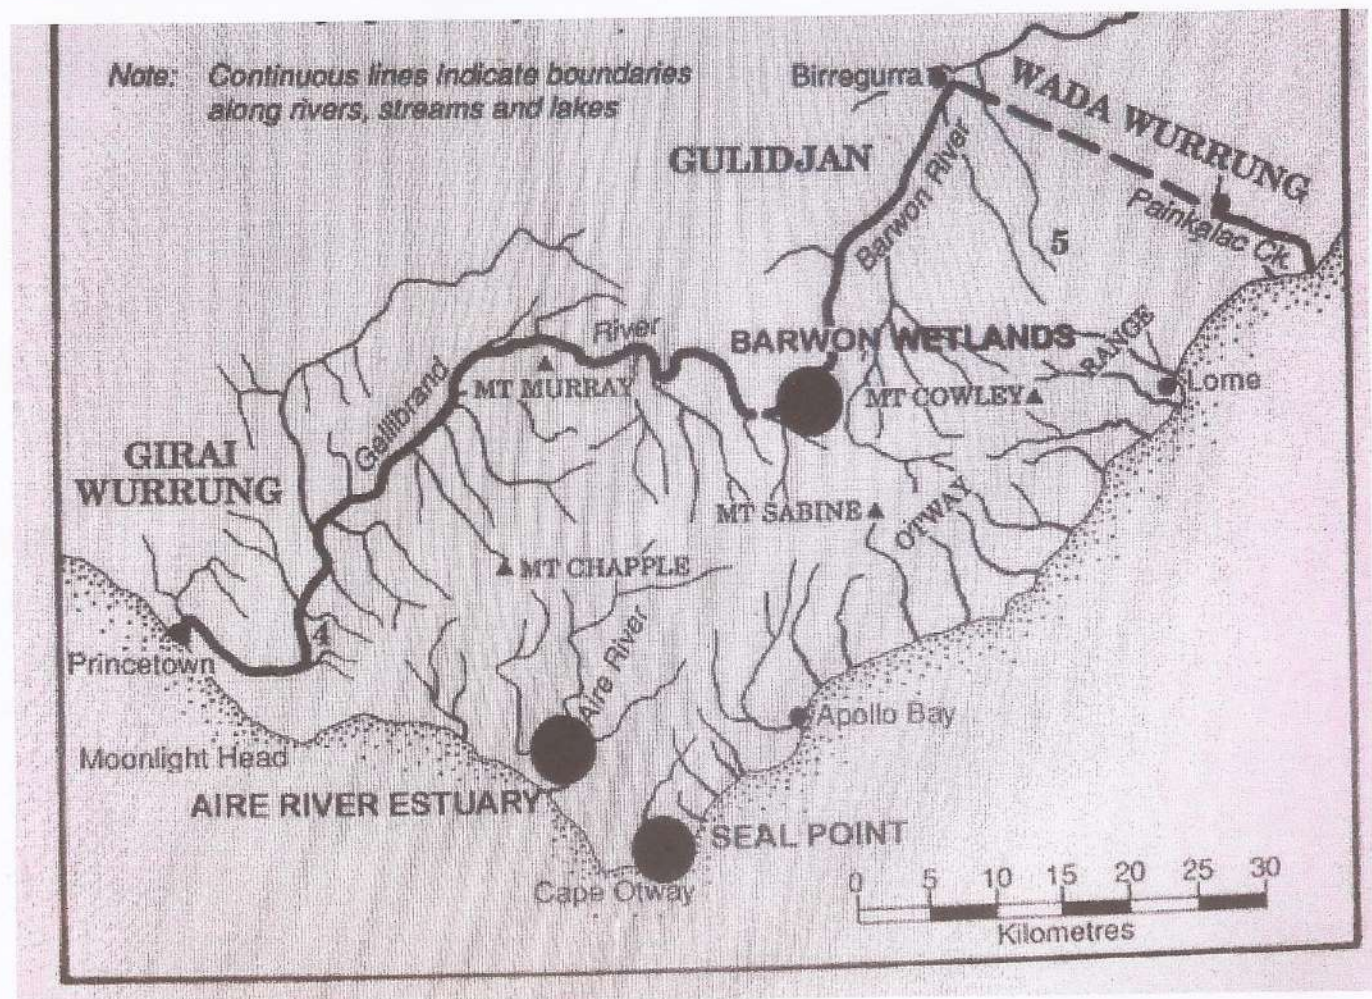 Note: Continuous lines indicate boundaries
along rivers, streams and lakes
Birregurra
WADA WURRUNG
GULIDJAN
Barwon River
Painkalac Ck.
5
River
BARWON WETLANDS
RANGE
Lorne
MT MURRAY
MT COWLEY
Gellibrand
GIRAI
WURRUNG
MT SABINE
OTWAY
MT CHAPPLE
4
Aire River
Princetown
Apollo Bay
Moonlight Head
AIRE RIVER ESTUARY
SEAL POINT
Cape Otway
0 5 10 15 20 25 30
Kilometres